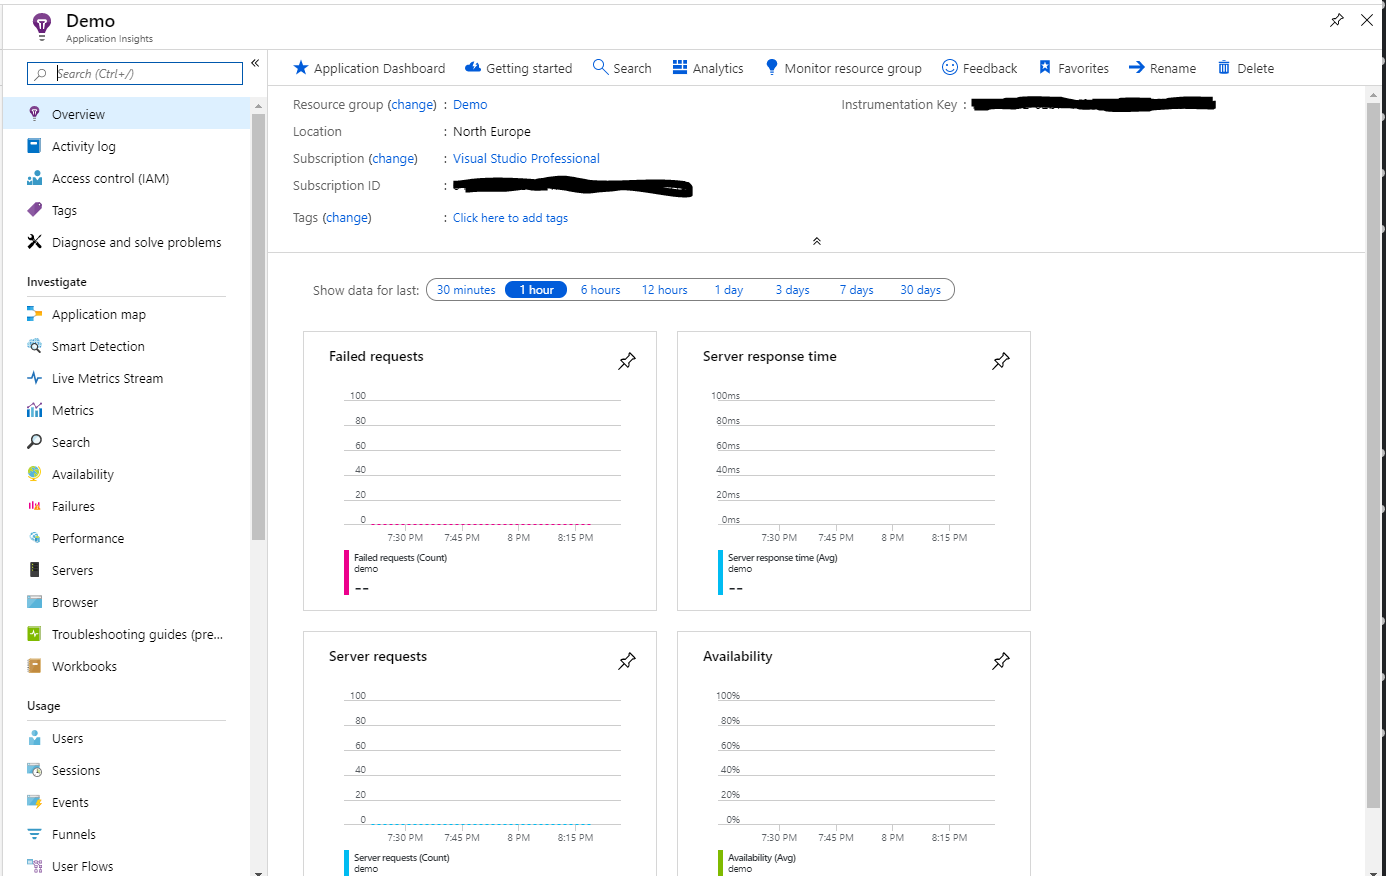 Demo
Application Insights
Search (Ctrl+/)
Overview
Activity log
Access control (IAM)
Tags
Diagnose and solve problems
Investigate
Application map
Smart Detection
Live Metrics Stream
Metrics
Search
Availability
Failures
Performance
Servers
Browser
Troubleshooting guides (pre...
Workbooks
Usage
Users
Sessions
Events
Funnels
User Flows
Application Dashboard Getting started Search Analytics Monitor resource group Feedback Favorites Rename Delete
Resource group (change) : Demo
Instrumentation Key :
Location : North Europe
Subscription (change) : Visual Studio Professional
Subscription ID :
Tags (change) : Click here to add tags
Show data for last: 30 minutes 1 hour 6 hours 12 hours 1 day 3 days 7 days 30 days
Failed requests
100
80
60
40
20
0
7:30 PM 7:45 PM 8 PM 8:15 PM
Failed requests (Count)
demo
--
Server response time
100ms
80ms
60ms
40ms
20ms
0ms
7:30 PM 7:45 PM 8 PM 8:15 PM
Server response time (Avg)
demo
--
Server requests
100
80
60
40
20
0
7:30 PM 7:45 PM 8 PM 8:15 PM
Server requests (Count)
demo
Availability
100%
80%
60%
40%
20%
0%
7:30 PM 7:45 PM 8 PM 8:15 PM
Availability (Avg)
demo